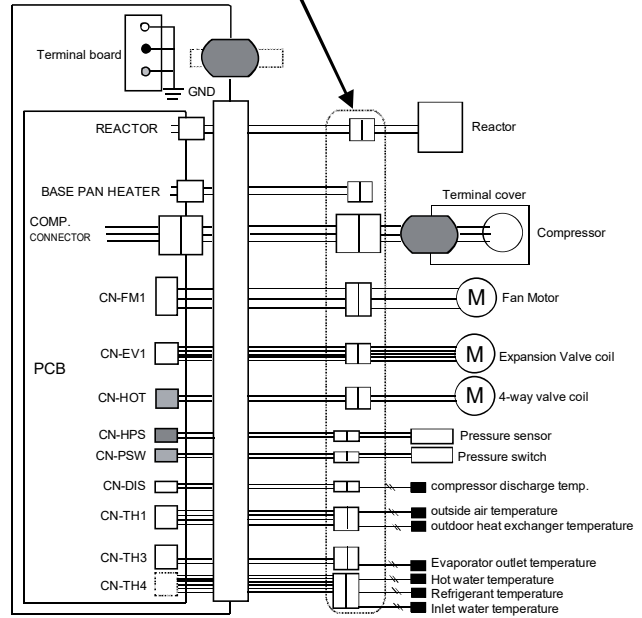 Terminal board
GND
REACTOR
Reactor
BASE PAN HEATER
Terminal cover
COMP.
CONNECTOR
Compressor
CN-FM1
M
Fan Motor
CN-EV1
M
Expansion Valve coil
PCB
CN-HOT
M
4-way valve coil
CN-HPS
Pressure sensor
CN-PSW
Pressure switch
CN-DIS
compressor discharge temp.
CN-TH1
outside air temperature
outdoor heat exchanger temperature
CN-TH3
Evaporator outlet temperature
CN-TH4
Hot water temperature
Refrigerant temperature
Inlet water temperature